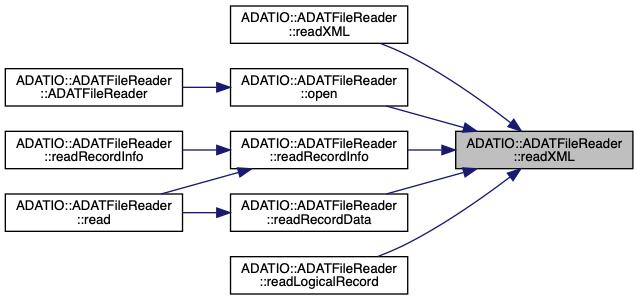 ADATIO::ADATFileReader
::readXML
ADATIO::ADATFileReader
::ADATFileReader
ADATIO::ADATFileReader
::open
ADATIO::ADATFileReader
::readRecordInfo
ADATIO::ADATFileReader
::readRecordInfo
ADATIO::ADATFileReader
::readXML
ADATIO::ADATFileReader
::read
ADATIO::ADATFileReader
::readRecordData
ADATIO::ADATFileReader
::readLogicalRecord